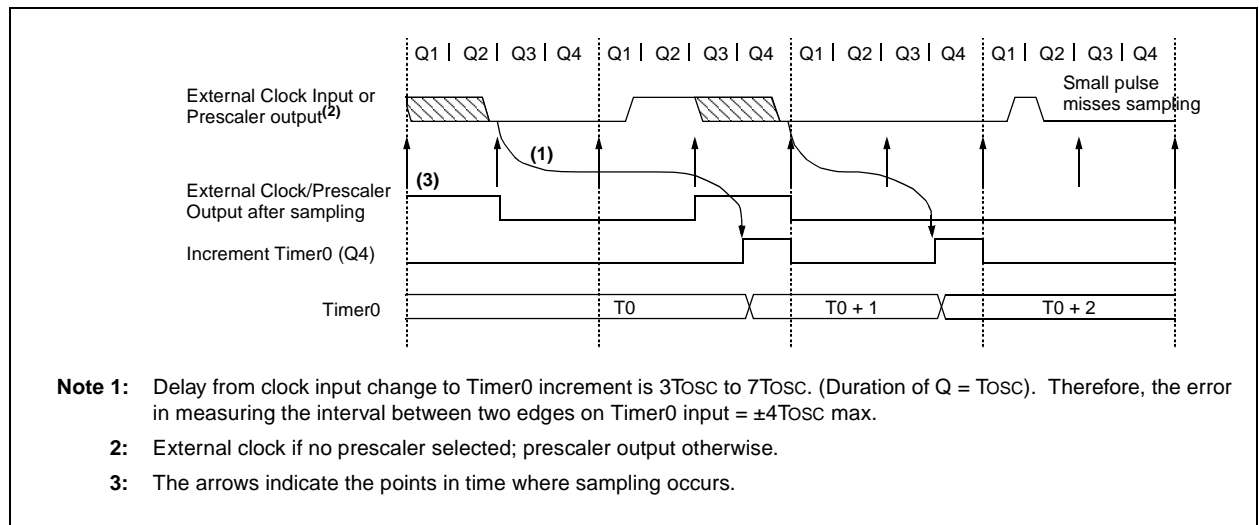 Q1 | Q2 | Q3 | Q4 | Q1 | Q2 | Q3 | Q4 | Q1 | Q2 | Q3 | Q4 | Q1 | Q2 | Q3 | Q4
External Clock Input or
Prescaler output(2)
Small pulse
misses sampling
(1)
(3)
External Clock/Prescaler
Output after sampling
Increment Timer0 (Q4)
Timer0
T0
T0 + 1
T0 + 2
Note 1: Delay from clock input change to Timer0 increment is 3TOSC to 7TOSC. (Duration of Q = TOSC). Therefore, the error
in measuring the interval between two edges on Timer0 input = ±4TOSC max.
2: External clock if no prescaler selected; prescaler output otherwise.
3: The arrows indicate the points in time where sampling occurs.